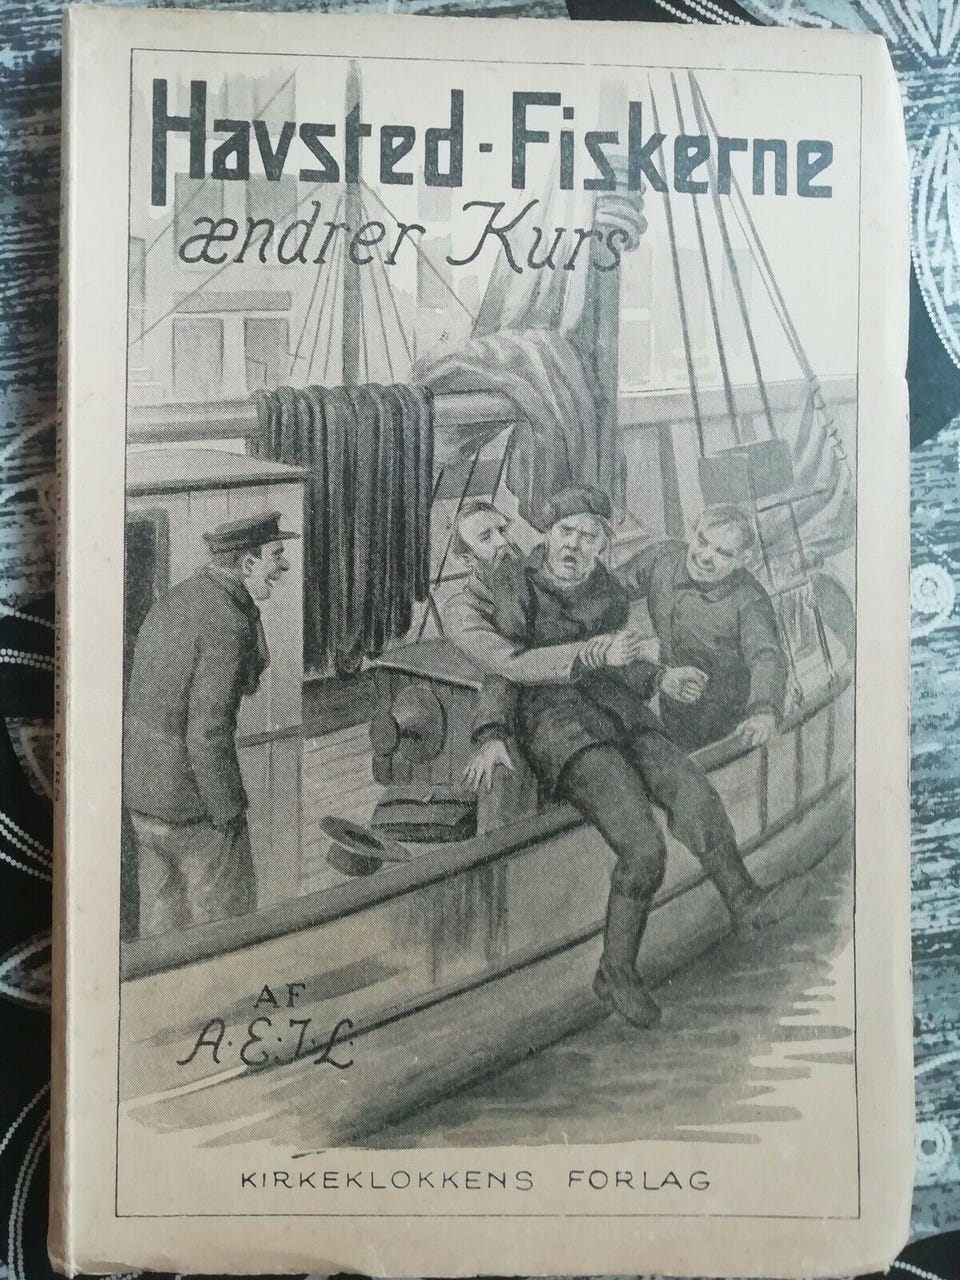 Havsted-Fiskerne
ændrer Kurs
AF
A.E.J.L.
KIRKEKLOKKENS FORLAG